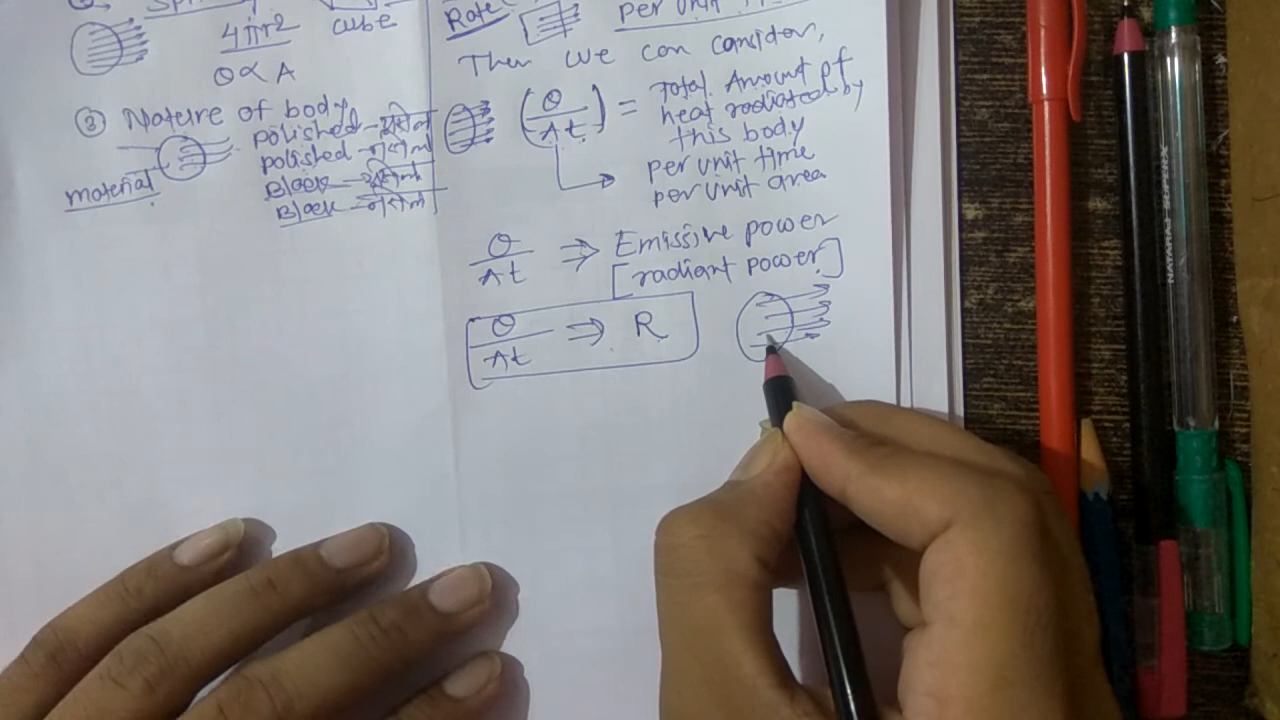 4πr² cube
Q ∝ A
③ Nature of body
polished -
polished -
material
Black -
Black -
Rate:
per unit
Then we can consider,
(Q/At) = Total Amount of
heat radiated by
this body
per unit time
per unit area
Q/At ⇒ Emissive power
[radiant power]
Q/At ⇒ R
NATARAJ